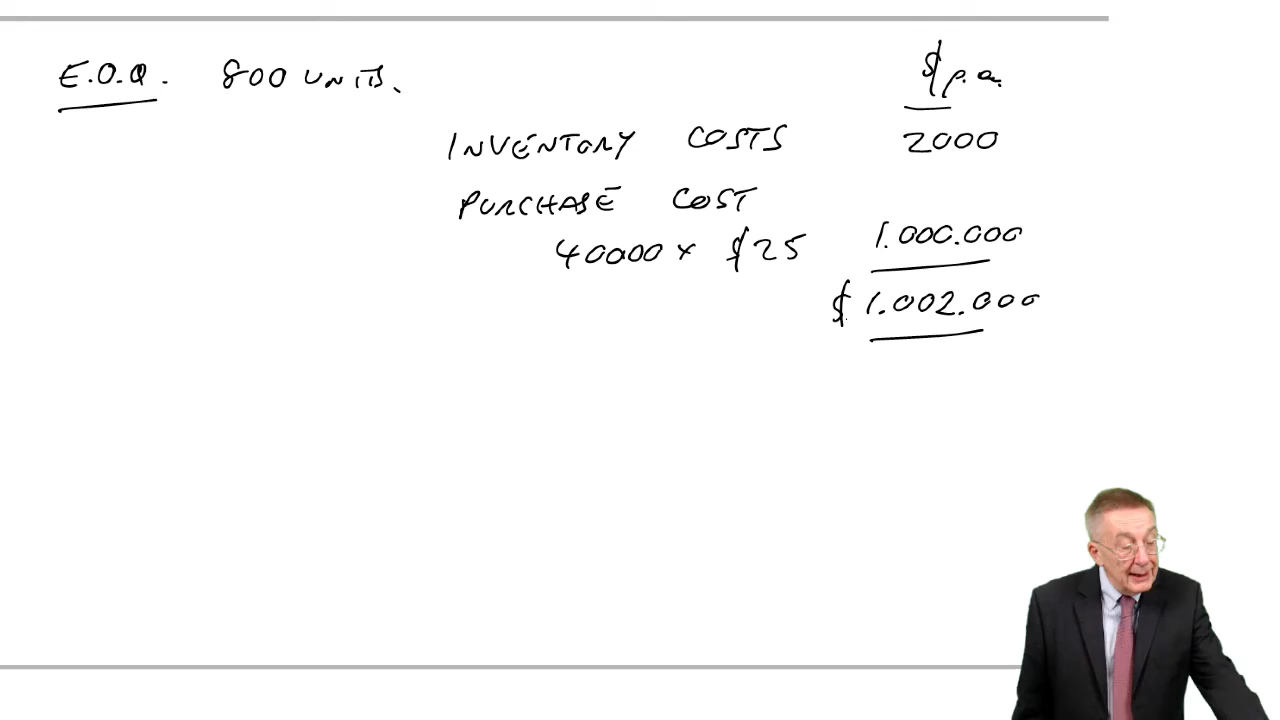 E.O.Q. 800 UNITS.
$ p.a.
INVENTORY COSTS 2000
PURCHASE COST
40000 × $25 1.000.000
$ 1.002.000